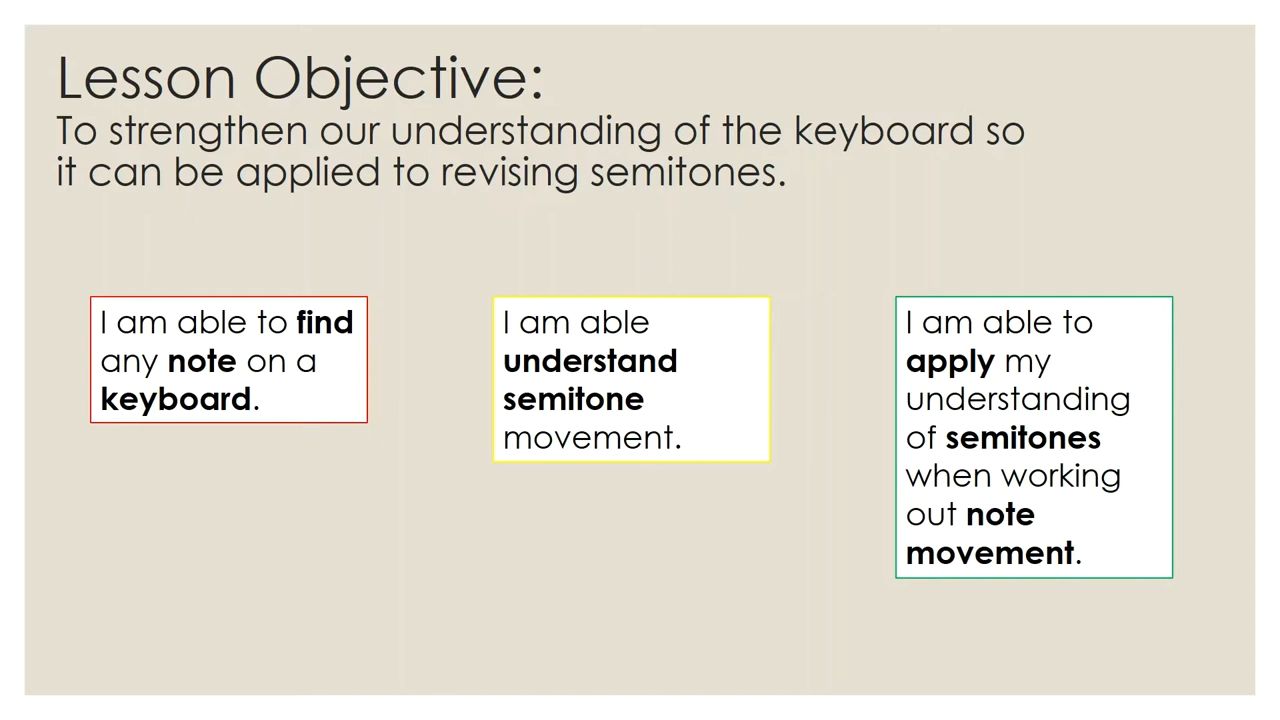 Lesson Objective:
To strengthen our understanding of the keyboard so
it can be applied to revising semitones.
I am able to find
any note on a
keyboard.
I am able
understand
semitone
movement.
I am able to
apply my
understanding
of semitones
when working
out note
movement.